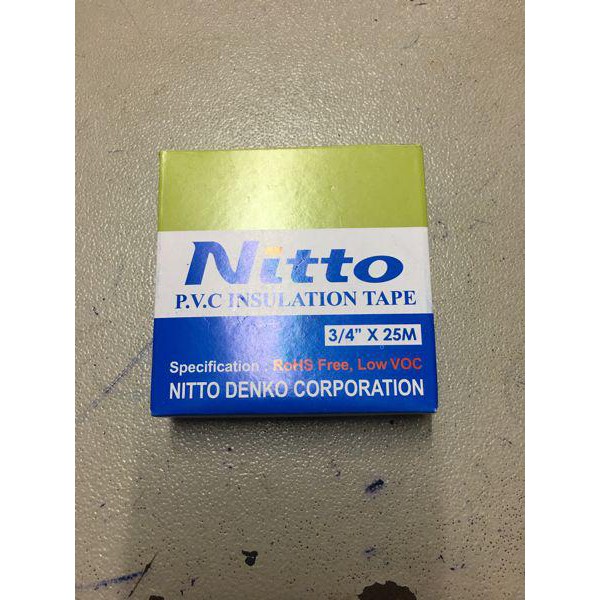 Nitto
P.V.C INSULATION TAPE
3/4" X 25M
Specification : RoHS Free, Low VOC
NITTO DENKO CORPORATION